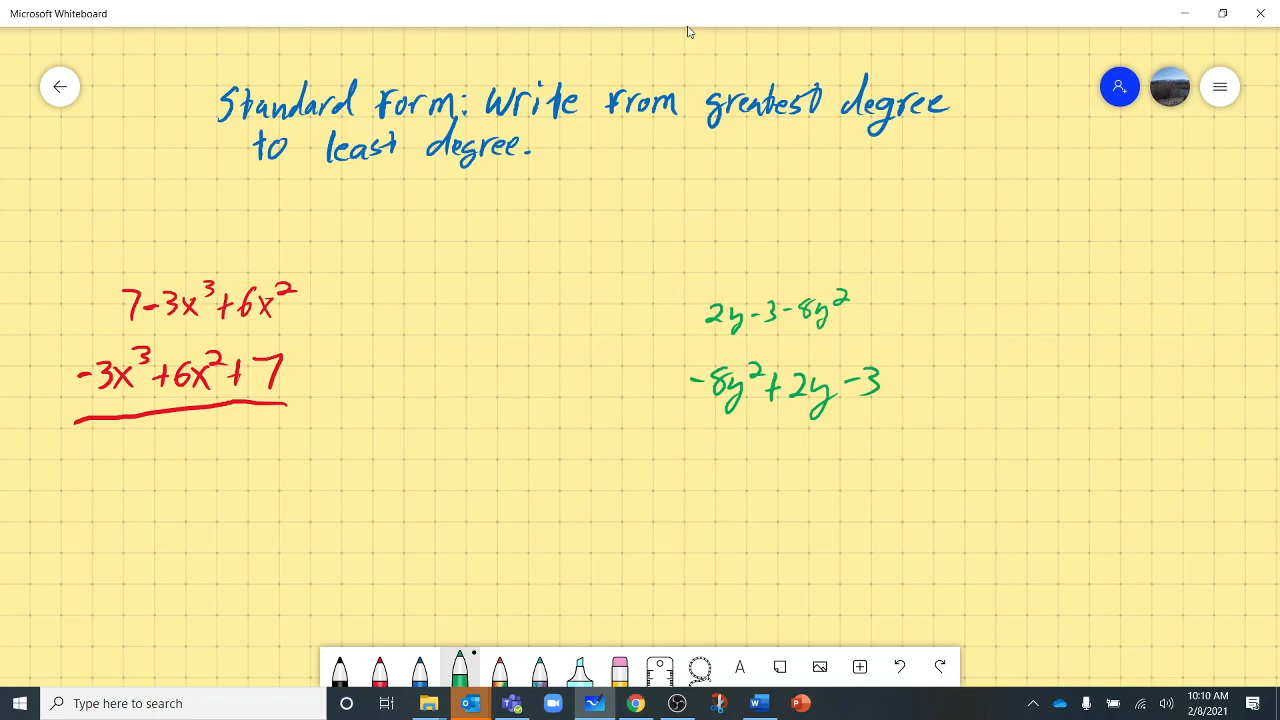 Microsoft Whiteboard
Standard Form: Write from greatest degree
to least degree.
7-3x³+6x²
-3x³+6x²+7
2y-3-8y²
-8y²+2y-3
Type here to search
10:10 AM
2/8/2021